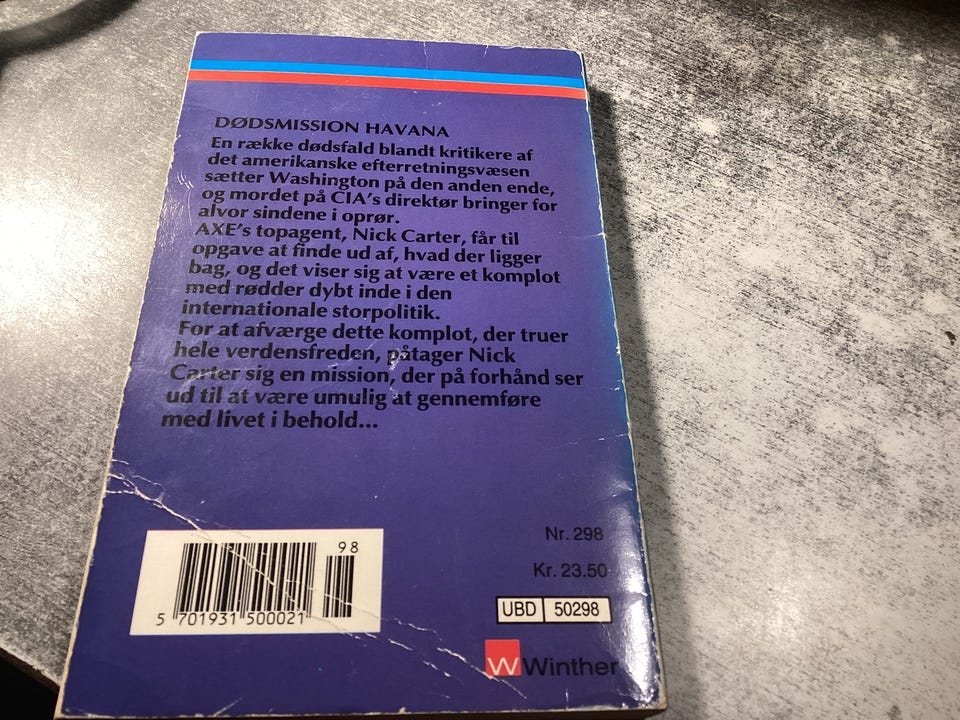 DØDSMISSION HAVANA
En række dødsfald blandt kritikere af
det amerikanske efterretningsvæsen
sætter Washington på den anden ende,
og mordet på CIA's direktør bringer for
alvor sindene i oprør.
AXE's topagent, Nick Carter, får til
opgave at finde ud af, hvad der ligger
bag, og det viser sig at være et komplot
med rødder dybt inde i den
internationale storpolitik.
For at afværge dette komplot, der truer
hele verdensfreden, påtager Nick
Carter sig en mission, der på forhånd ser
ud til at være umulig at gennemføre
med livet i behold...
98
5 701931 500021
Nr. 298
Kr. 23.50
UBD 50298
W Winther